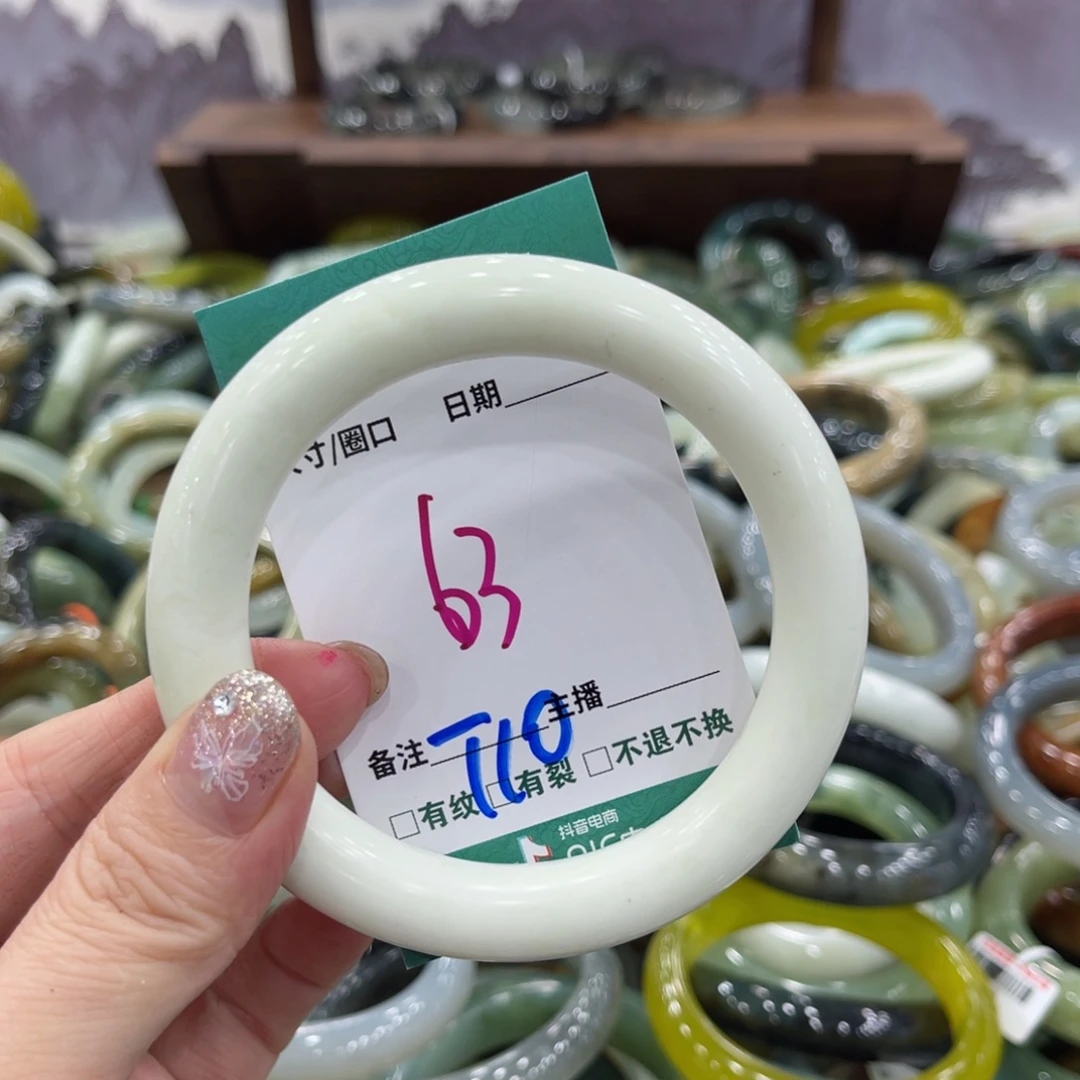 日期
寸/圈口
63
主播
备注 T10
□有纹 □有裂 □不退不换
抖音电商